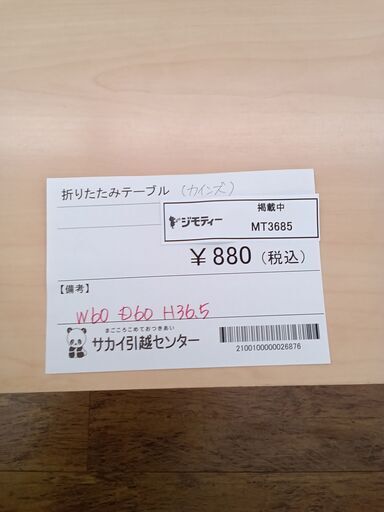 折りたたみテーブル (カインズ)
ジモティー
掲載中
MT3685
¥880(税込)
【備考】
W60 D60 H36.5
まごころこめておつきあい
サカイ引越センター
2100100000026876